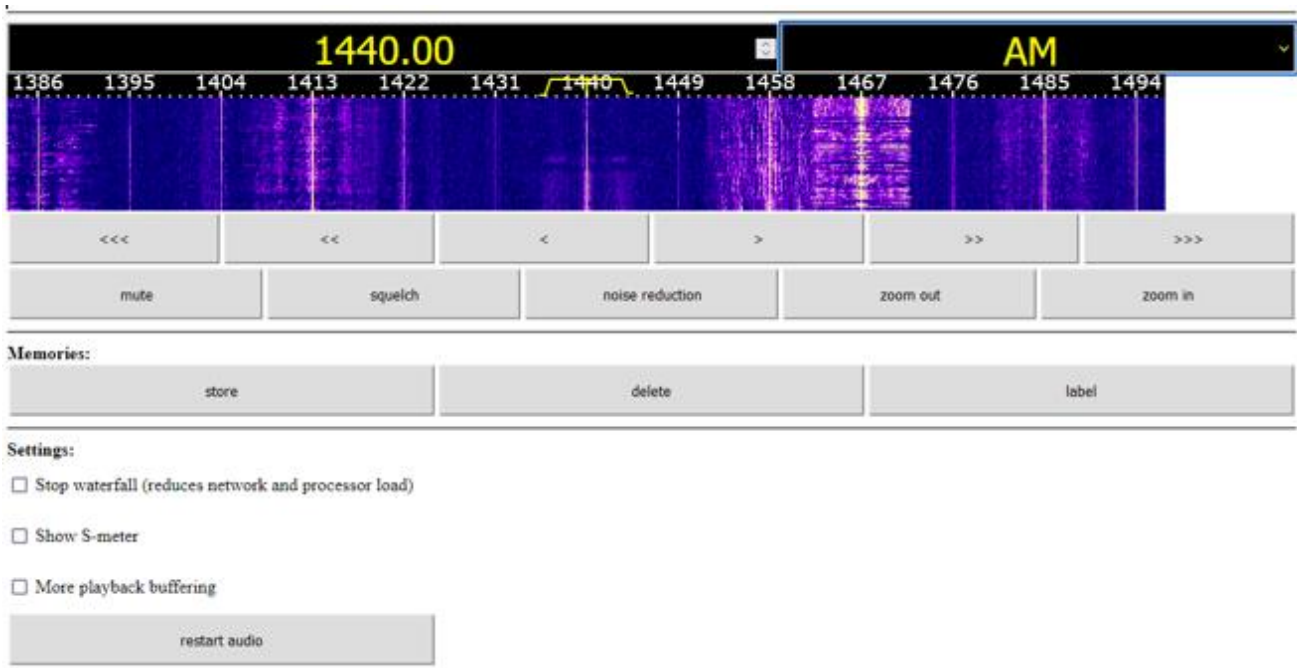 1440.00 AM
1386 1395 1404 1413 1422 1431 1440 1449 1458 1467 1476 1485 1494
<<< << < > >> >>>
mute squelch noise reduction zoom out zoom in
Memories:
store delete label
Settings:
Stop waterfall (reduces network and processor load)
Show S-meter
More playback buffering
restart audio